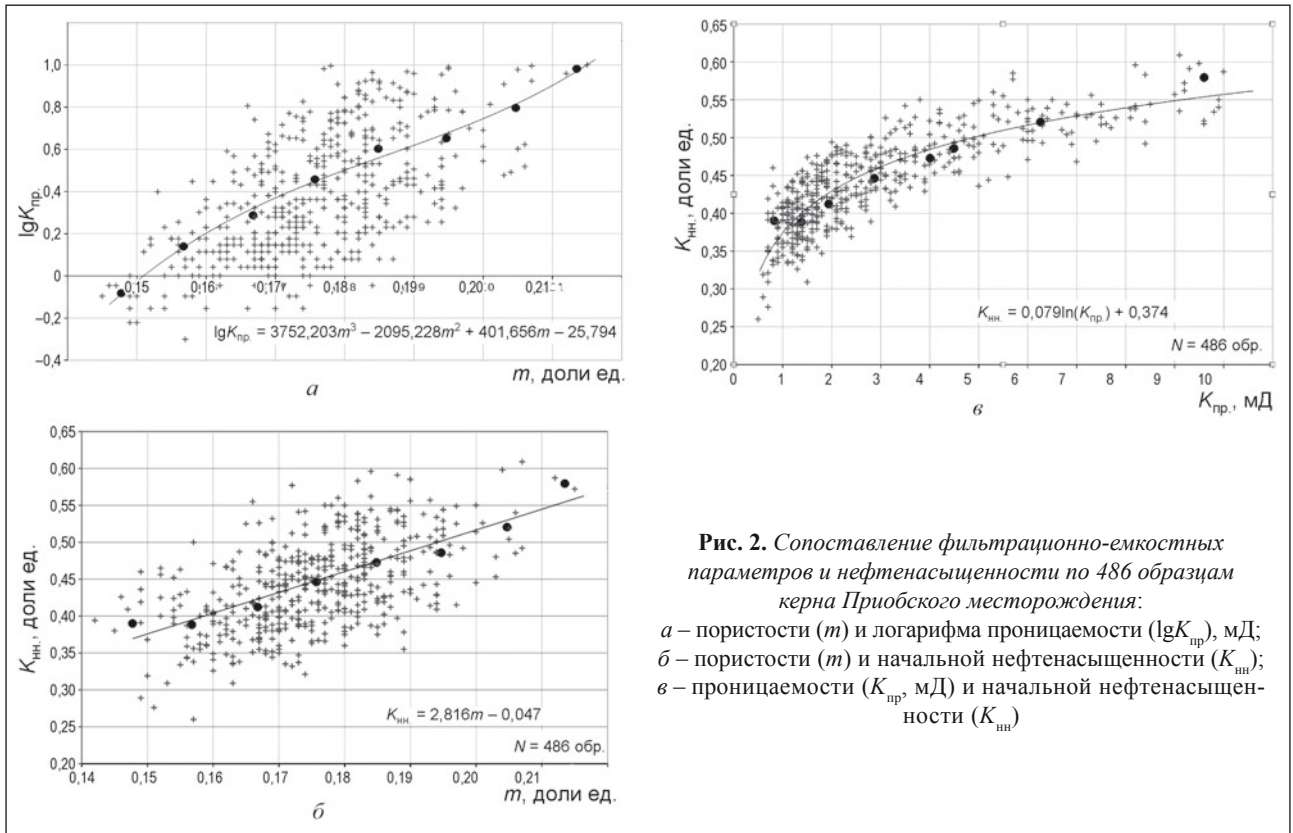 lgKпр.
1,0
0,8
0,6
0,4
0,2
0
–0,2
–0,4
0,15
0,16
0,17
0,18
0,19
0,20
0,21
lgKпр. = 3752,203m³ − 2095,228m² + 401,656m − 25,794
m, доли ед.
а
Kнн., доли ед.
0,65
0,60
0,55
0,50
0,45
0,40
0,35
0,30
0,25
0,20
0
1
2
3
4
5
6
7
8
9
10
Kнн. = 0,079ln(Kпр.) + 0,374
N = 486 обр.
Kпр., мД
в
Kнн., доли ед.
0,65
0,60
0,55
0,50
0,45
0,40
0,35
0,30
0,25
0,20
0,14
0,15
0,16
0,17
0,18
0,19
0,20
0,21
Kнн. = 2,816m – 0,047
N = 486 обр.
m, доли ед.
б
Рис. 2. Сопоставление фильтрационно-емкостных
параметров и нефтенасыщенности по 486 образцам
керна Приобского месторождения:
а – пористости (m) и логарифма проницаемости (lgKпр), мД;
б – пористости (m) и начальной нефтенасыщенности (Kнн);
в – проницаемости (Kпр, мД) и начальной нефтенасыщен-
ности (Kнн)